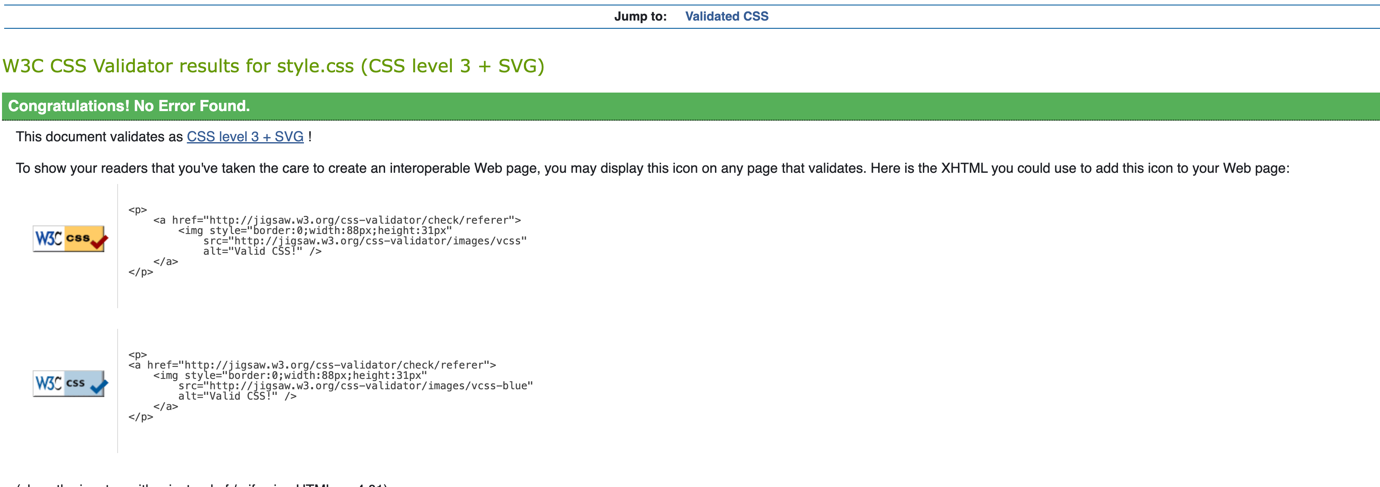 Jump to: Validated CSS
W3C CSS Validator results for style.css (CSS level 3 + SVG)
Congratulations! No Error Found.
This document validates as CSS level 3 + SVG !
To show your readers that you've taken the care to create an interoperable Web page, you may display this icon on any page that validates. Here is the XHTML you could use to add this icon to your Web page:
W3C css
<p>
<a href="http://jigsaw.w3.org/css-validator/check/referer">
<img style="border:0;width:88px;height:31px"
src="http://jigsaw.w3.org/css-validator/images/vcss"
alt="Valid CSS!" />
</a>
</p>
W3C css
<p>
<a href="http://jigsaw.w3.org/css-validator/check/referer">
<img style="border:0;width:88px;height:31px"
src="http://jigsaw.w3.org/css-validator/images/vcss-blue"
alt="Valid CSS!" />
</a>
</p>